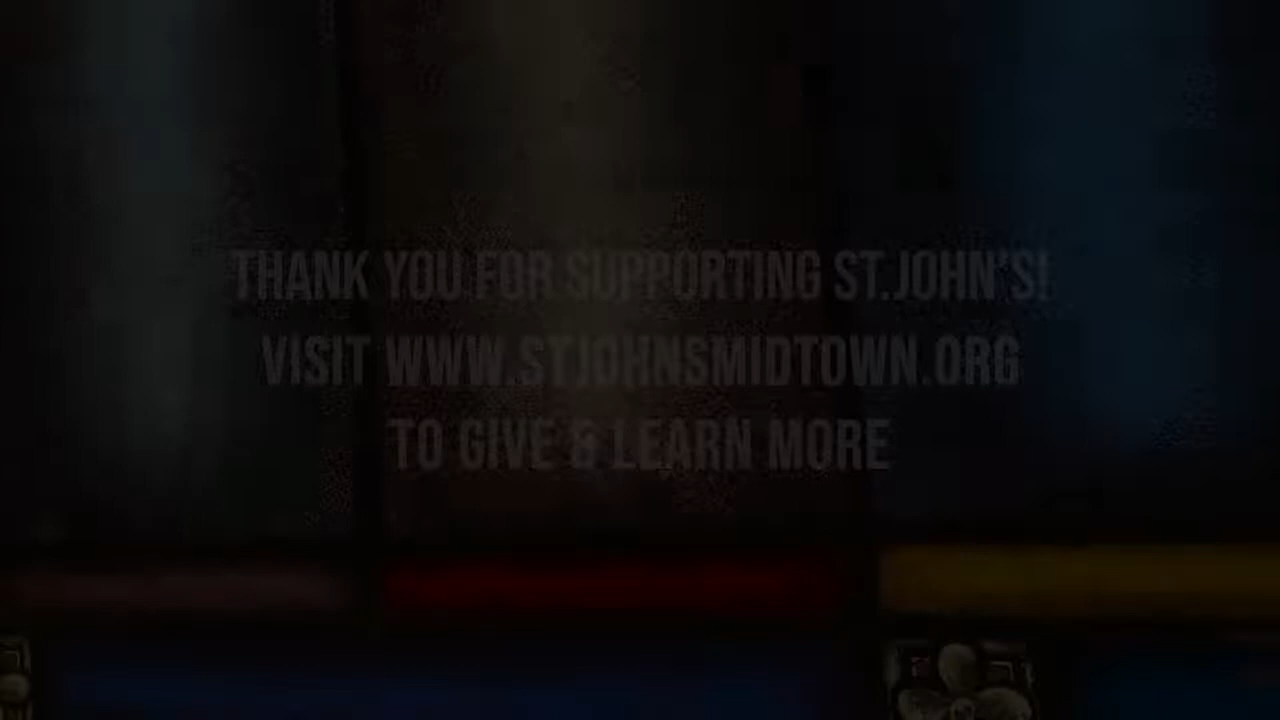 THANK YOU FOR SUPPORTING ST.JOHN'S!
VISIT WWW.STJOHNSMIDTOWN.ORG
TO GIVE & LEARN MORE